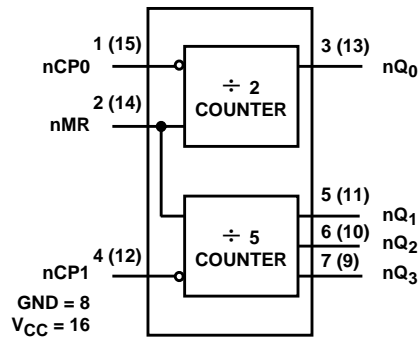 1 (15)
nCP0
÷ 2
COUNTER
3 (13)
nQ0
2 (14)
nMR
5 (11)
nQ1
÷ 5
COUNTER
6 (10)
nQ2
4 (12)
nCP1
7 (9)
nQ3
GND = 8
VCC = 16